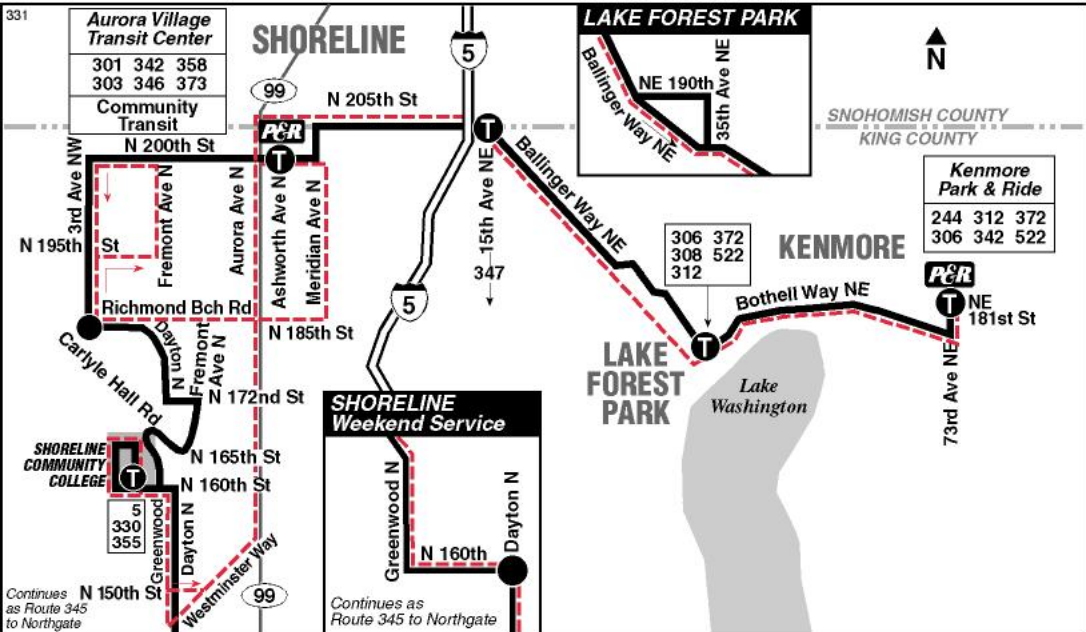 331
Aurora Village
Transit Center
301 342 358
303 346 373
Community
Transit
SHORELINE
5
99
N 205th St
P&R
T
N 200th St
3rd Ave NW
Fremont Ave N
Aurora Ave N
Ashworth Ave N
Meridian Ave N
N 195th
St
Richmond Bch Rd
N 185th St
Dayton N
Fremont
Ave N
Carlyle Hall Rd
N 172nd St
N 165th St
SHORELINE
COMMUNITY
COLLEGE
T
N 160th St
5
330
355
Greenwood
Dayton N
N 150th St
Westminster Way
99
Continues
as Route 345
to Northgate
T
15th Ave NE
347
5
SHORELINE
Weekend Service
Greenwood N
N 160th
Dayton N
Continues as
Route 345 to Northgate
LAKE FOREST PARK
NE 190th
Ballinger Way NE
35th Ave NE
N
SNOHOMISH COUNTY
KING COUNTY
Ballinger Way NE
306 372
308 522
312
T
LAKE
FOREST
PARK
Lake
Washington
KENMORE
Bothell Way NE
Kenmore
Park & Ride
244 312 372
306 342 522
P&R
T
NE
181st St
73rd Ave NE